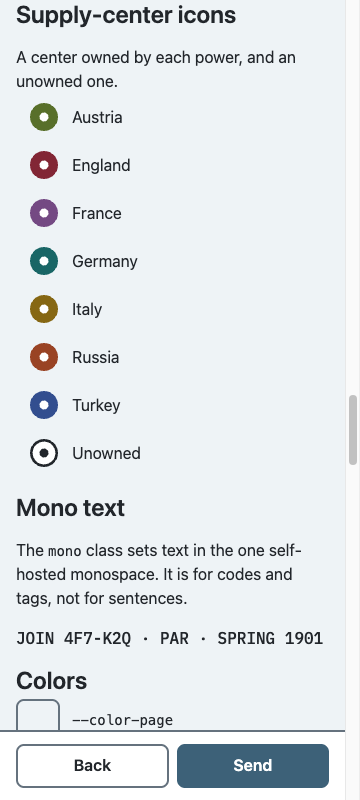 Supply-center icons
A center owned by each power, and an
unowned one.
Austria
England
France
Germany
Italy
Russia
Turkey
Unowned
Mono text
The mono class sets text in the one self-
hosted monospace. It is for codes and
tags, not for sentences.
JOIN 4F7-K2Q · PAR · SPRING 1901
Colors
--color-page
Back
Send